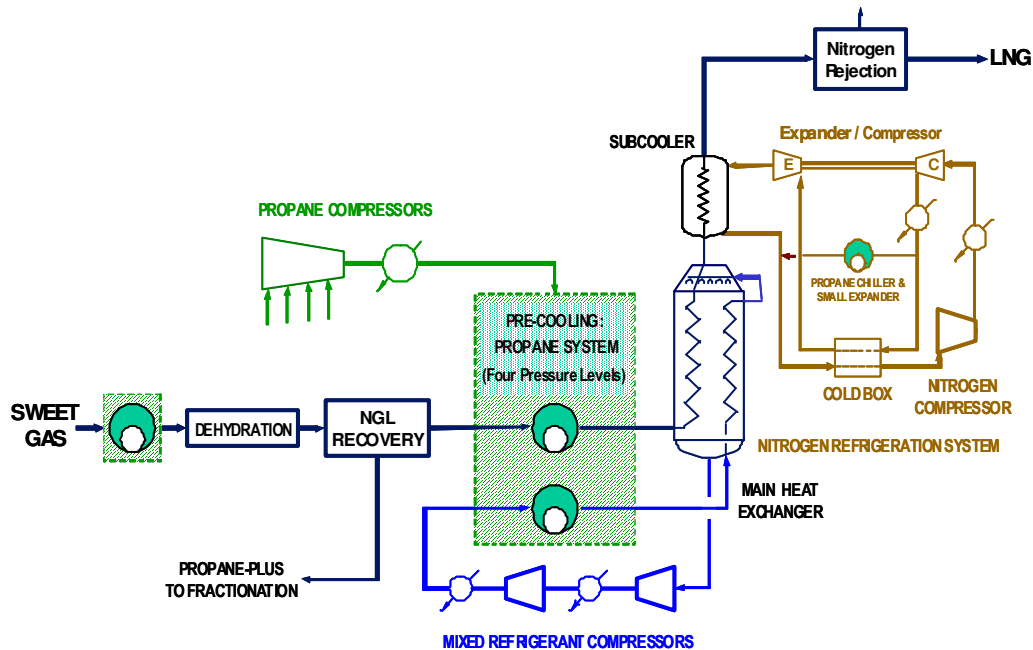 Nitrogen
Rejection
LNG
Expander / Compressor
SUBCOOLER
E
C
PROPANE COMPRESSORS
PROPANE CHILLER &
SMALL EXPANDER
PRE-COOLING:
PROPANE SYSTEM
(Four Pressure Levels)
COLD BOX
NITROGEN
COMPRESSOR
SWEET
GAS
DEHYDRATION
NGL
RECOVERY
NITROGEN REFRIGERATION SYSTEM
MAIN HEAT
EXCHANGER
PROPANE-PLUS
TO FRACTIONATION
MIXED REFRIGERANT COMPRESSORS